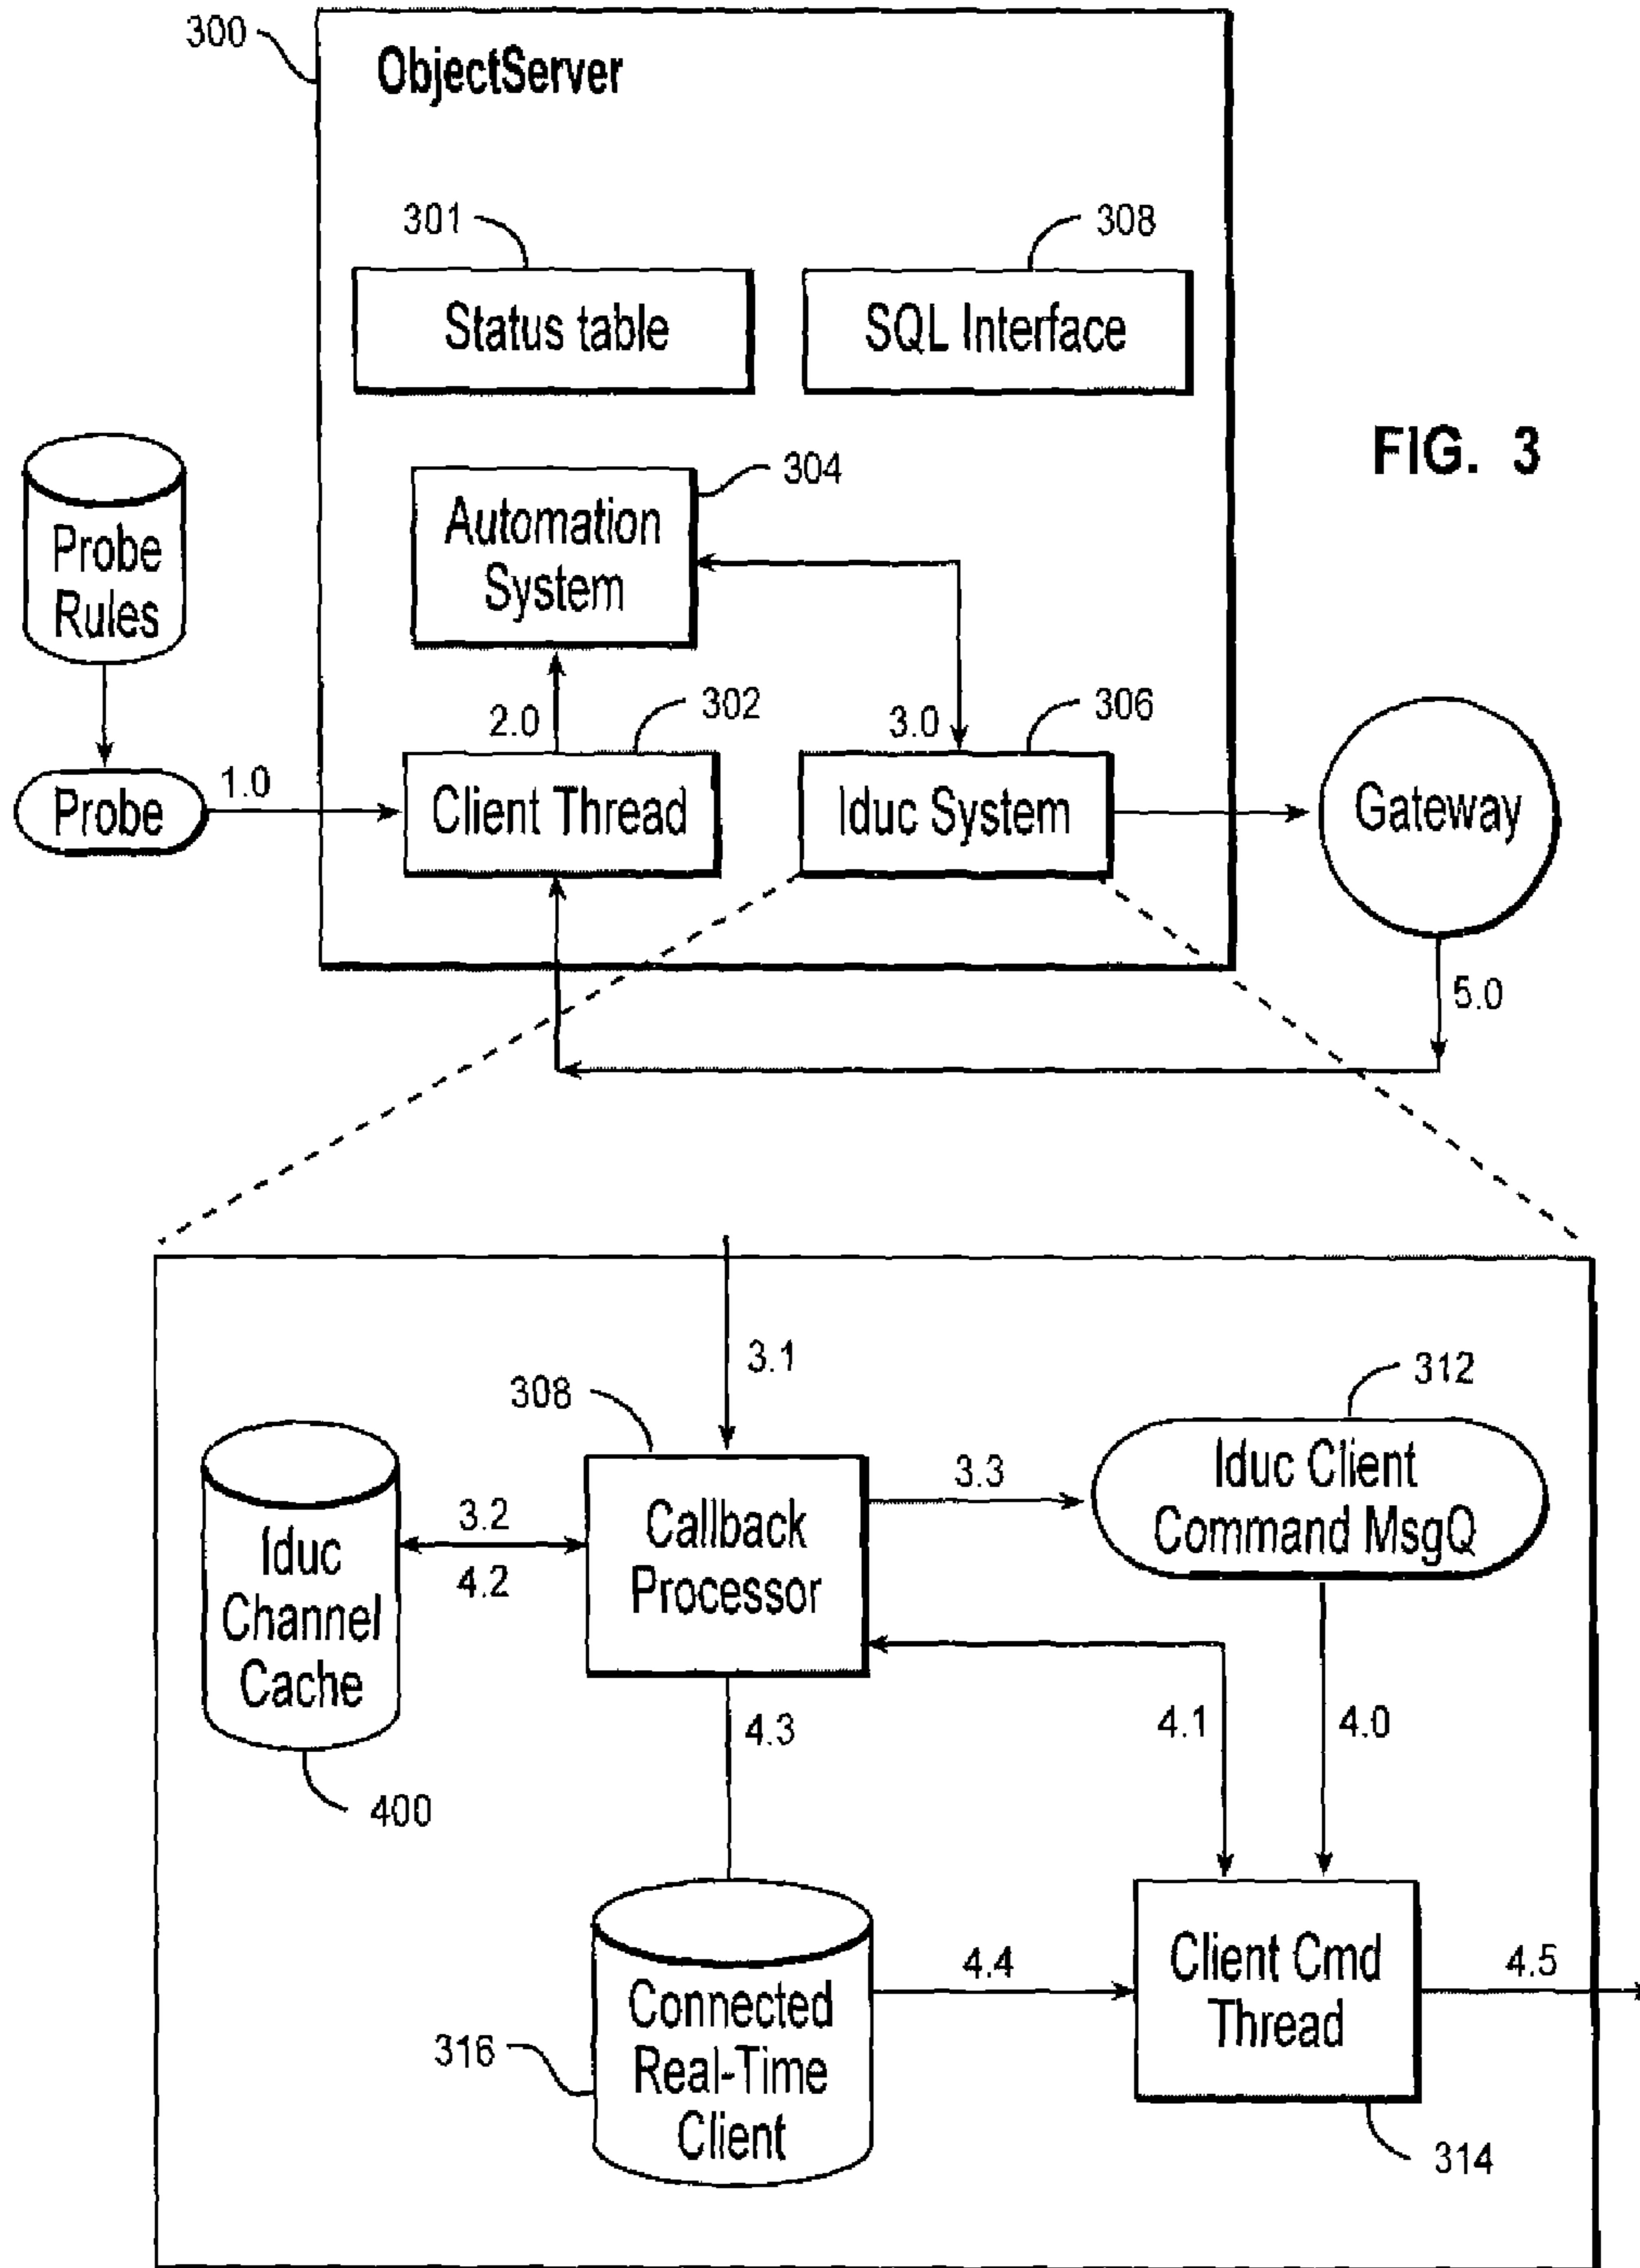 300
ObjectServer
301
308
Status table
SQL Interface
FIG. 3
304
Probe
Rules
Automation
System
2.0
302
3.0
306
Probe
1.0
Client Thread
Iduc System
Gateway
5.0
3.1
308
312
Iduc
Channel
Cache
3.2
4.2
Callback
Processor
3.3
Iduc Client
Command MsgQ
4.3
4.1
4.0
400
Connected
Real-Time
Client
4.4
Client Cmd
Thread
4.5
316
314